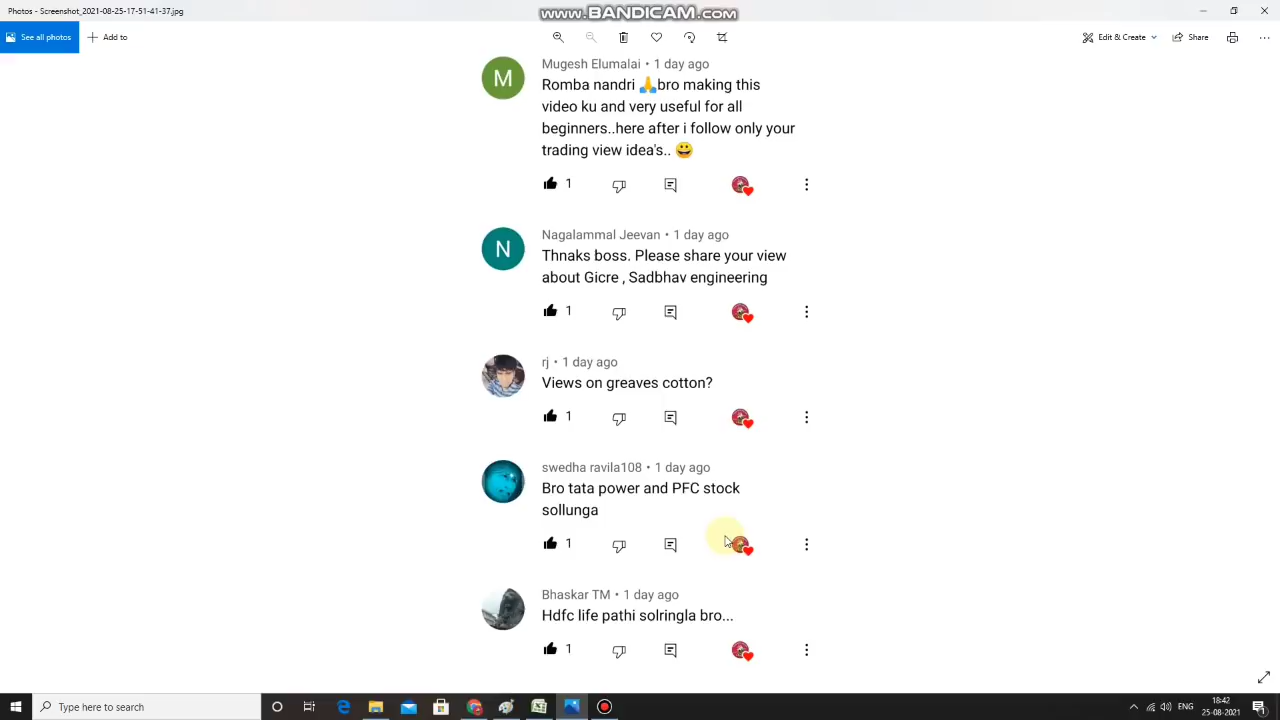 Photos - Screenshot_2021-08-25-17-51-41-37.jpg
www.BANDICAM.com
See all photos
Add to
Edit & Create
Share
M
Mugesh Elumalai • 1 day ago
Romba nandri 🙏bro making this
video ku and very useful for all
beginners..here after i follow only your
trading view idea's.. 😀
1
N
Nagalammal Jeevan • 1 day ago
Thnaks boss. Please share your view
about Gicre , Sadbhav engineering
1
rj • 1 day ago
Views on greaves cotton?
1
swedha ravila108 • 1 day ago
Bro tata power and PFC stock
sollunga
1
Bhaskar TM • 1 day ago
Hdfc life pathi solringla bro...
1
Type here to search
ENG
18:42
25-08-2021